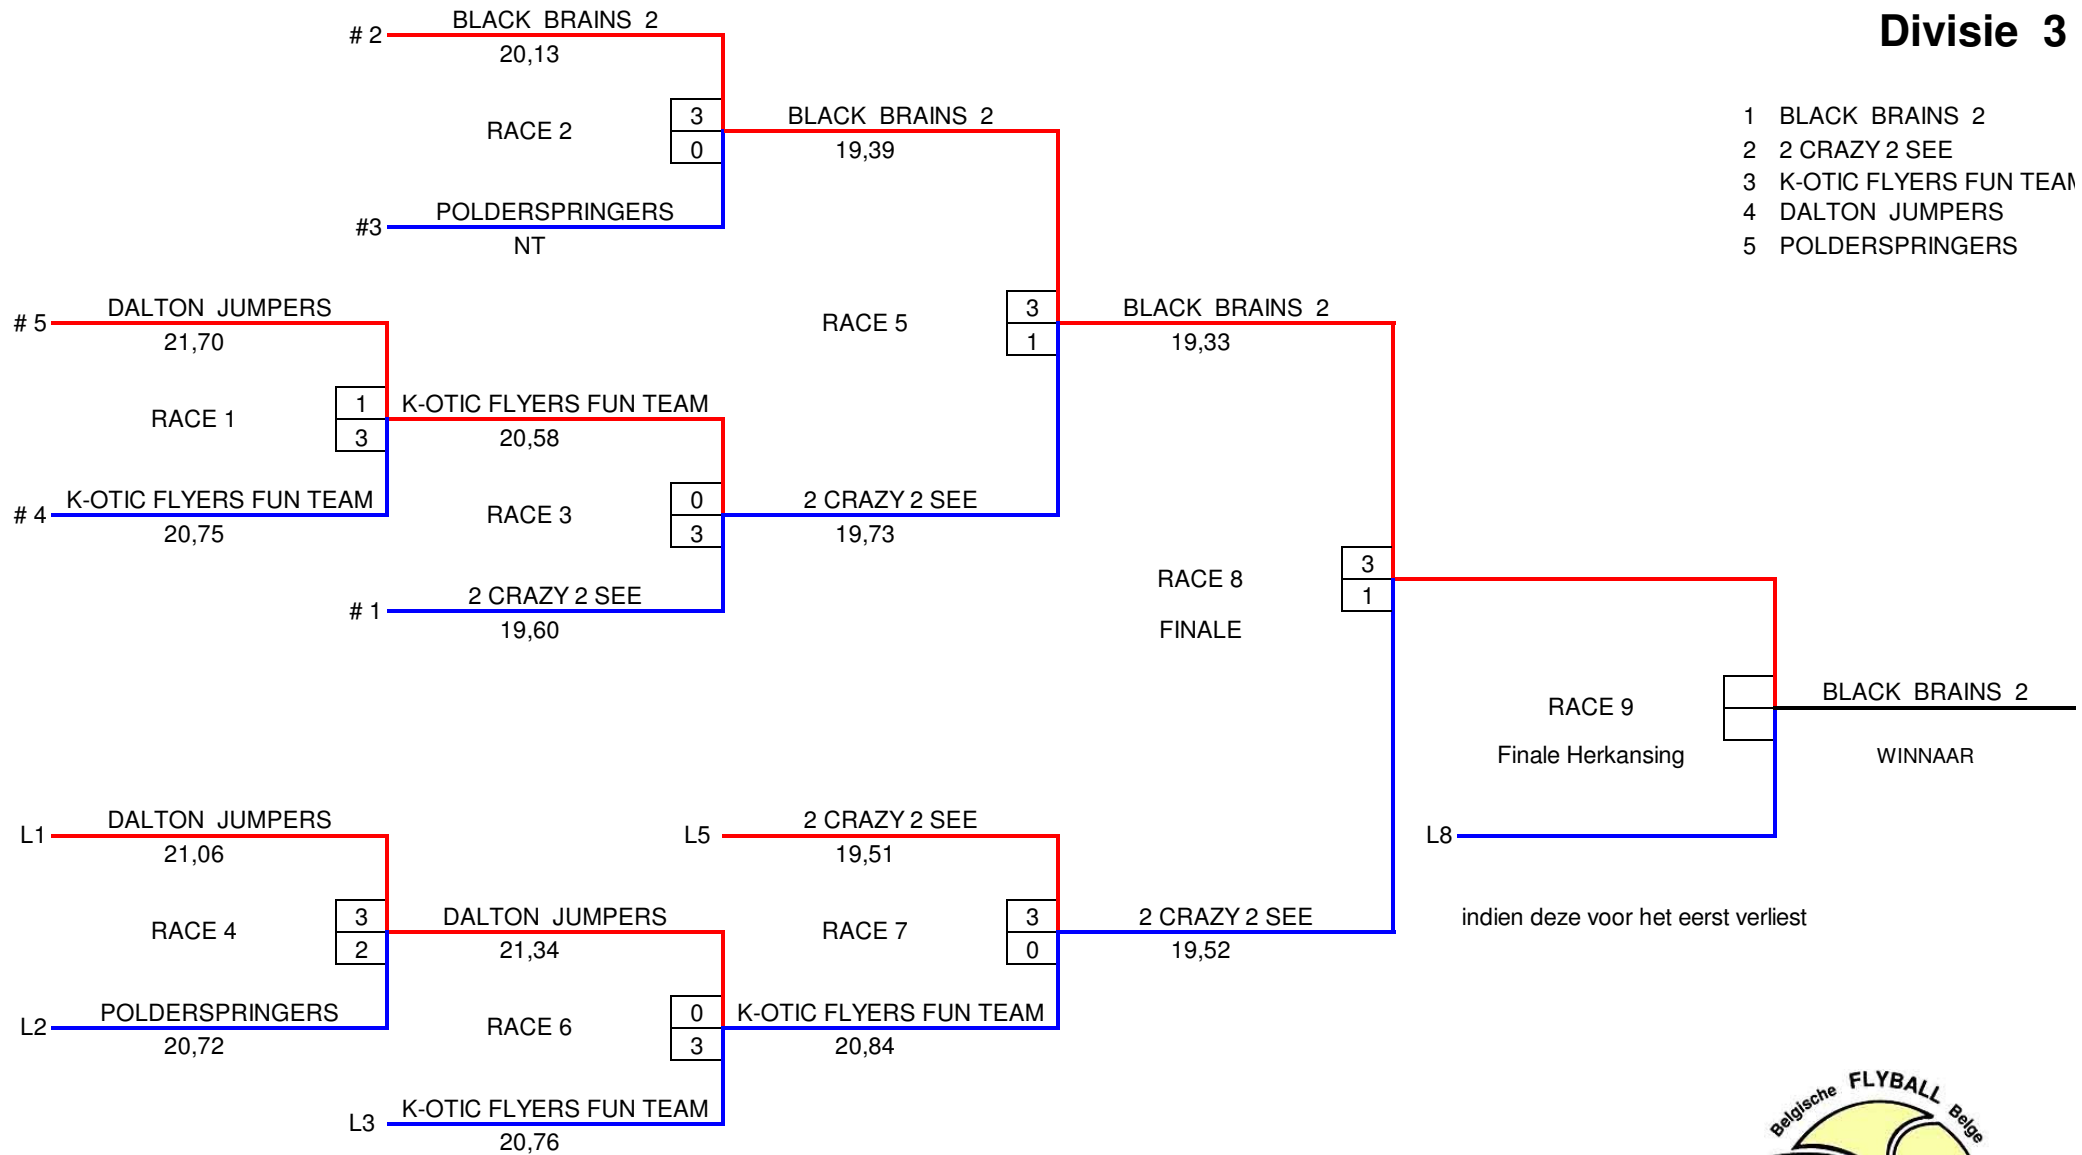 Divisie 3
1 BLACK BRAINS 2
2 2 CRAZY 2 SEE
3 K-OTIC FLYERS FUN TEAM
4 DALTON JUMPERS
5 POLDERSPRINGERS
# 2 BLACK BRAINS 2
20,13
RACE 2
3
0
#3 POLDERSPRINGERS
NT
BLACK BRAINS 2
19,39
# 5 DALTON JUMPERS
21,70
RACE 1
1
3
# 4 K-OTIC FLYERS FUN TEAM
20,75
K-OTIC FLYERS FUN TEAM
20,58
RACE 3
0
3
# 1 2 CRAZY 2 SEE
19,60
2 CRAZY 2 SEE
19,73
RACE 5
3
1
BLACK BRAINS 2
19,33
RACE 8
3
1
FINALE
RACE 9
Finale Herkansing
BLACK BRAINS 2
WINNAAR
L8
indien deze voor het eerst verliest
L1 DALTON JUMPERS
21,06
RACE 4
3
2
L2 POLDERSPRINGERS
20,72
DALTON JUMPERS
21,34
RACE 6
0
3
L3 K-OTIC FLYERS FUN TEAM
20,76
L5 2 CRAZY 2 SEE
19,51
RACE 7
3
0
K-OTIC FLYERS FUN TEAM
20,84
2 CRAZY 2 SEE
19,52
Belgische FLYBALL Belge